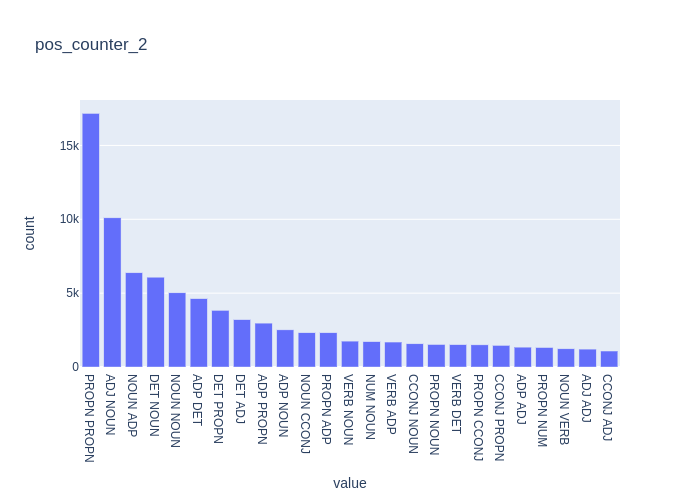 pos_counter_2
count
15k
10k
5k
0
PROPN PROPN
ADJ NOUN
NOUN ADP
DET NOUN
NOUN NOUN
ADP DET
DET PROPN
DET ADJ
ADP PROPN
ADP NOUN
NOUN CCONJ
PROPN ADP
VERB NOUN
NUM NOUN
VERB ADP
CCONJ NOUN
PROPN NOUN
VERB DET
PROPN CCONJ
CCONJ PROPN
ADP ADJ
PROPN NUM
NOUN VERB
ADJ ADJ
CCONJ ADJ
value